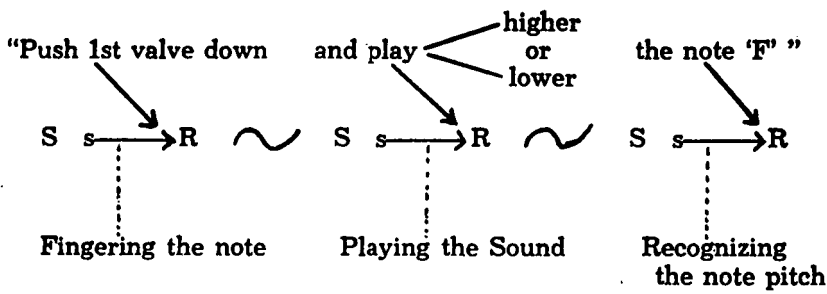 higher
“Push 1st valve down and play or the note ‘F’ ”
lower
S s R S s R S s R
Fingering the note Playing the Sound Recognizing
the note pitch